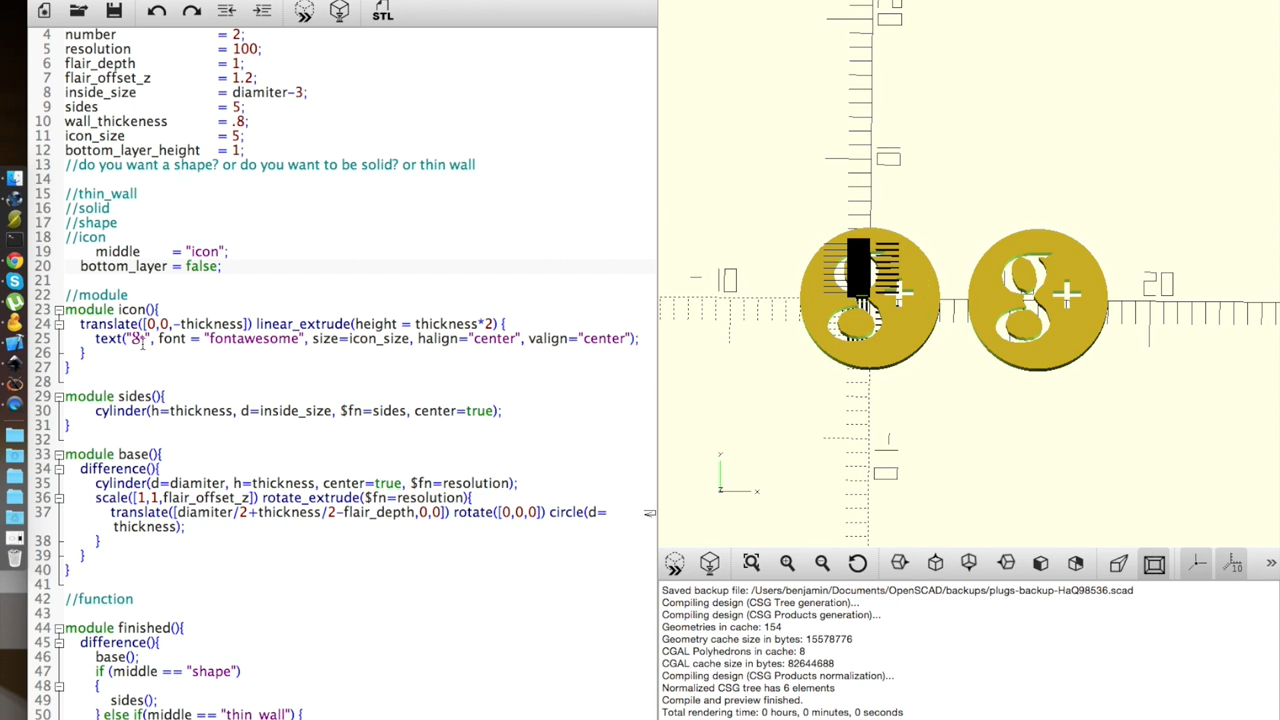 STL
4 number = 2;
5 resolution = 100;
6 flair_depth = 1;
7 flair_offset_z = 1.2;
8 inside_size = diamiter-3;
9 sides = 5;
10 wall_thickeness = .8;
11 icon_size = 5;
12 bottom_layer_height = 1;
13 //do you want a shape? or do you want to be solid? or thin wall
14
15 //thin_wall
16 //solid
17 //shape
18 //icon
19 middle = "icon";
20 bottom_layer = false;
21
22 //module
23 module icon(){
24 translate([0,0,-thickness]) linear_extrude(height = thickness*2) {
25 text("", font = "fontawesome", size=icon_size, halign="center", valign="center");
26 }
27 }
28
29 module sides(){
30 cylinder(h=thickness, d=inside_size, $fn=sides, center=true);
31 }
32
33 module base(){
34 difference(){
35 cylinder(d=diamiter, h=thickness, center=true, $fn=resolution);
36 scale([1,1,flair_offset_z]) rotate_extrude($fn=resolution){
37 translate([diamiter/2+thickness/2-flair_depth,0,0]) rotate([0,0,0]) circle(d=
thickness);
38 }
39 }
40 }
41
42 //function
43
44 module finished(){
45 difference(){
46 base();
47 if (middle == "shape")
48 {
49 sides();
50 } else if(middle == "thin wall") {
g+ g+
y
z x
10
Saved backup file: /Users/benjamin/Documents/OpenSCAD/backups/plugs-backup-HaQ98536.scad
Compiling design (CSG Tree generation)...
Compiling design (CSG Products generation)...
Geometries in cache: 154
Geometry cache size in bytes: 15578776
CGAL Polyhedrons in cache: 8
CGAL cache size in bytes: 82644688
Compiling design (CSG Products normalization)...
Normalized CSG tree has 6 elements
Compile and preview finished.
Total rendering time: 0 hours, 0 minutes, 0 seconds